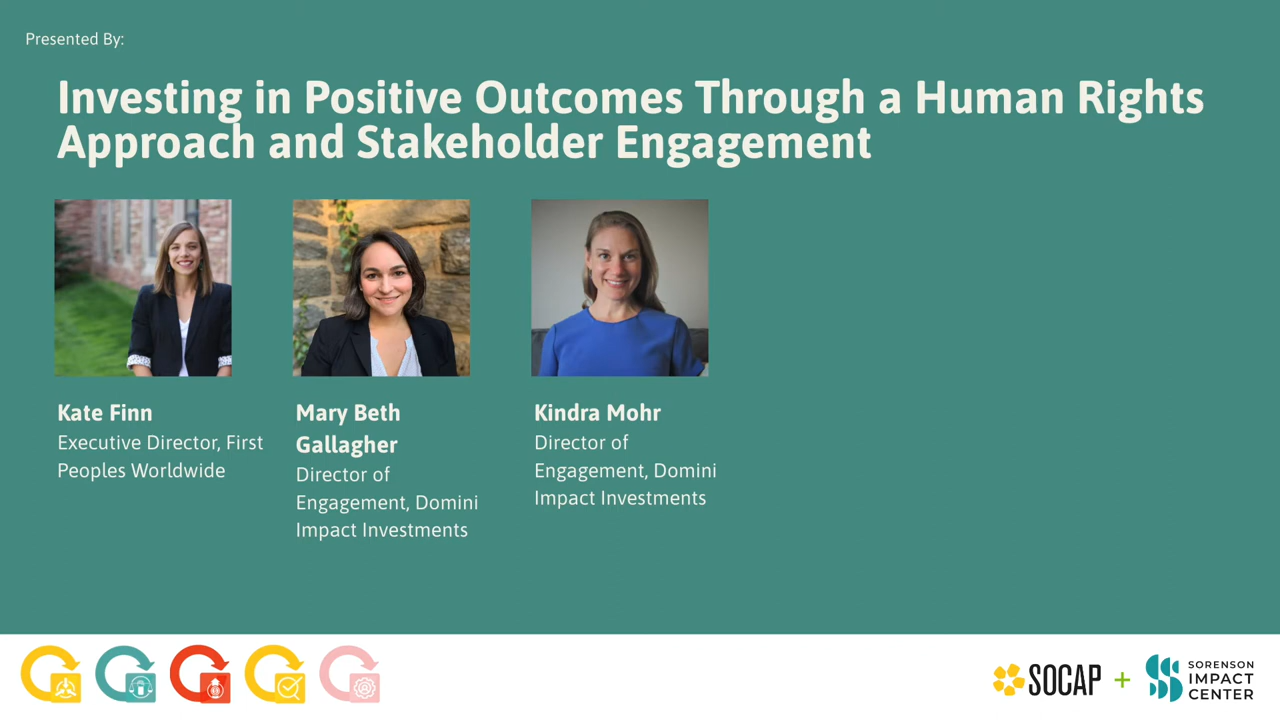 Presented By:
Investing in Positive Outcomes Through a Human Rights
Approach and Stakeholder Engagement
Kate Finn
Executive Director, First
Peoples Worldwide
Mary Beth
Gallagher
Director of
Engagement, Domini
Impact Investments
Kindra Mohr
Director of
Engagement, Domini
Impact Investments
SOCAP +
SORENSON
IMPACT
CENTER